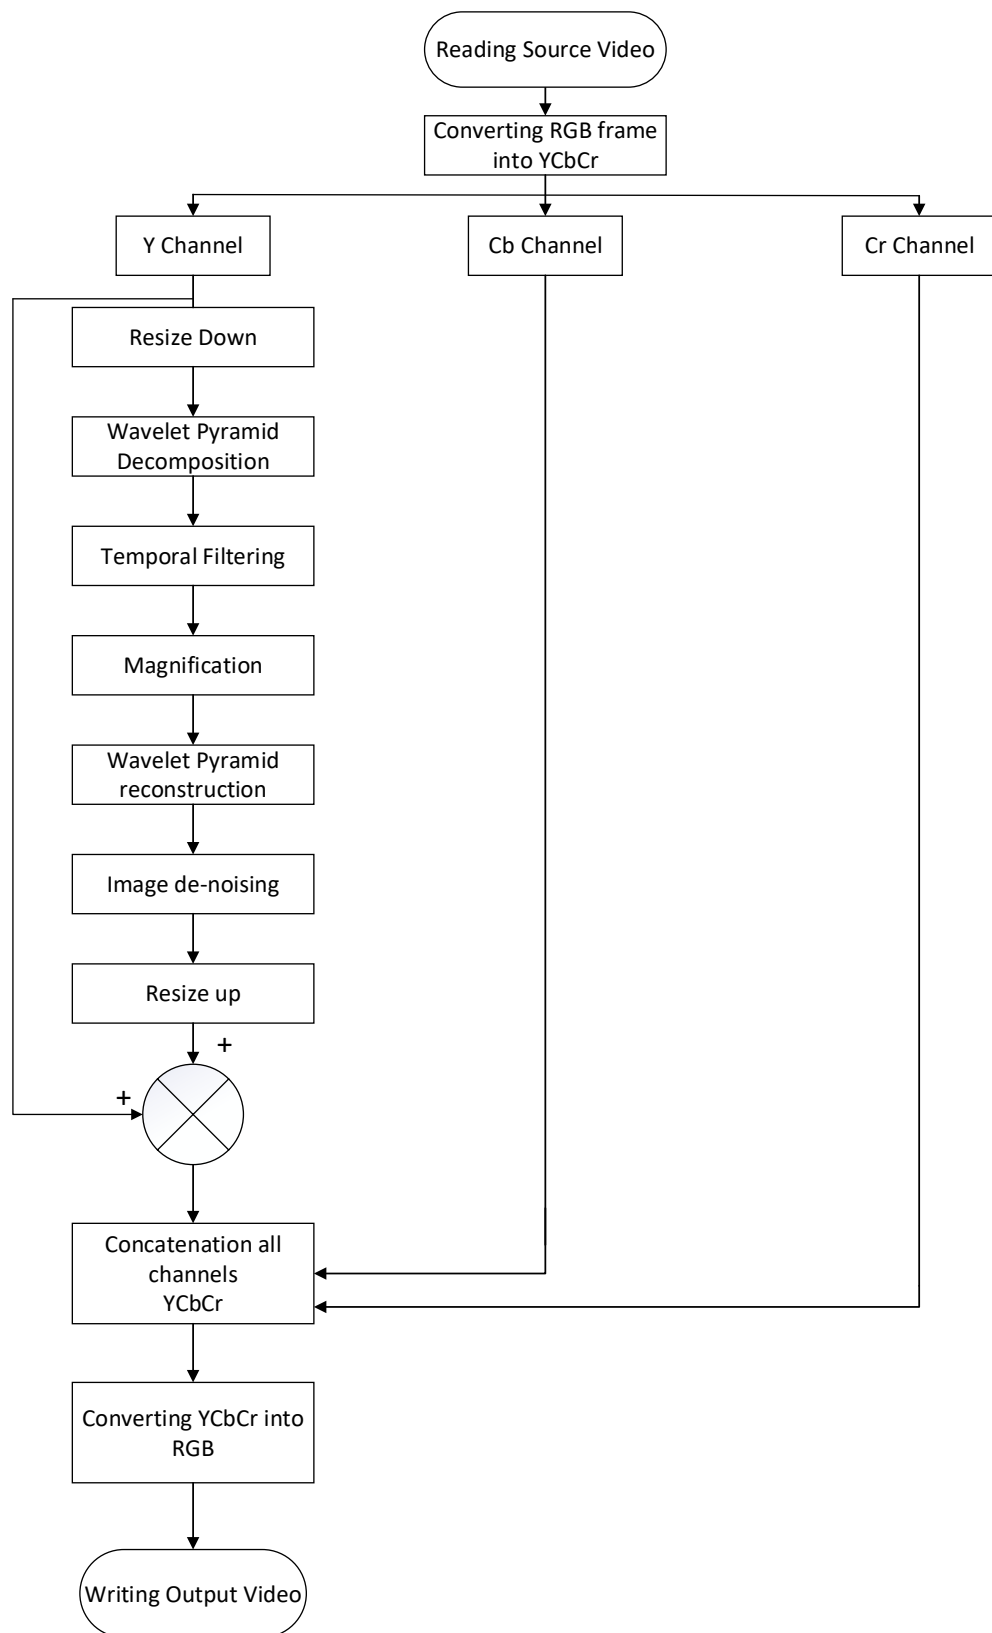 Reading Source Video
Converting RGB frame
into YCbCr
Y Channel
Cb Channel
Cr Channel
Resize Down
Wavelet Pyramid
Decomposition
Temporal Filtering
Magnification
Wavelet Pyramid
reconstruction
Image de-noising
Resize up
+
+
Concatenation all
channels
YCbCr
Converting YCbCr into
RGB
Writing Output Video